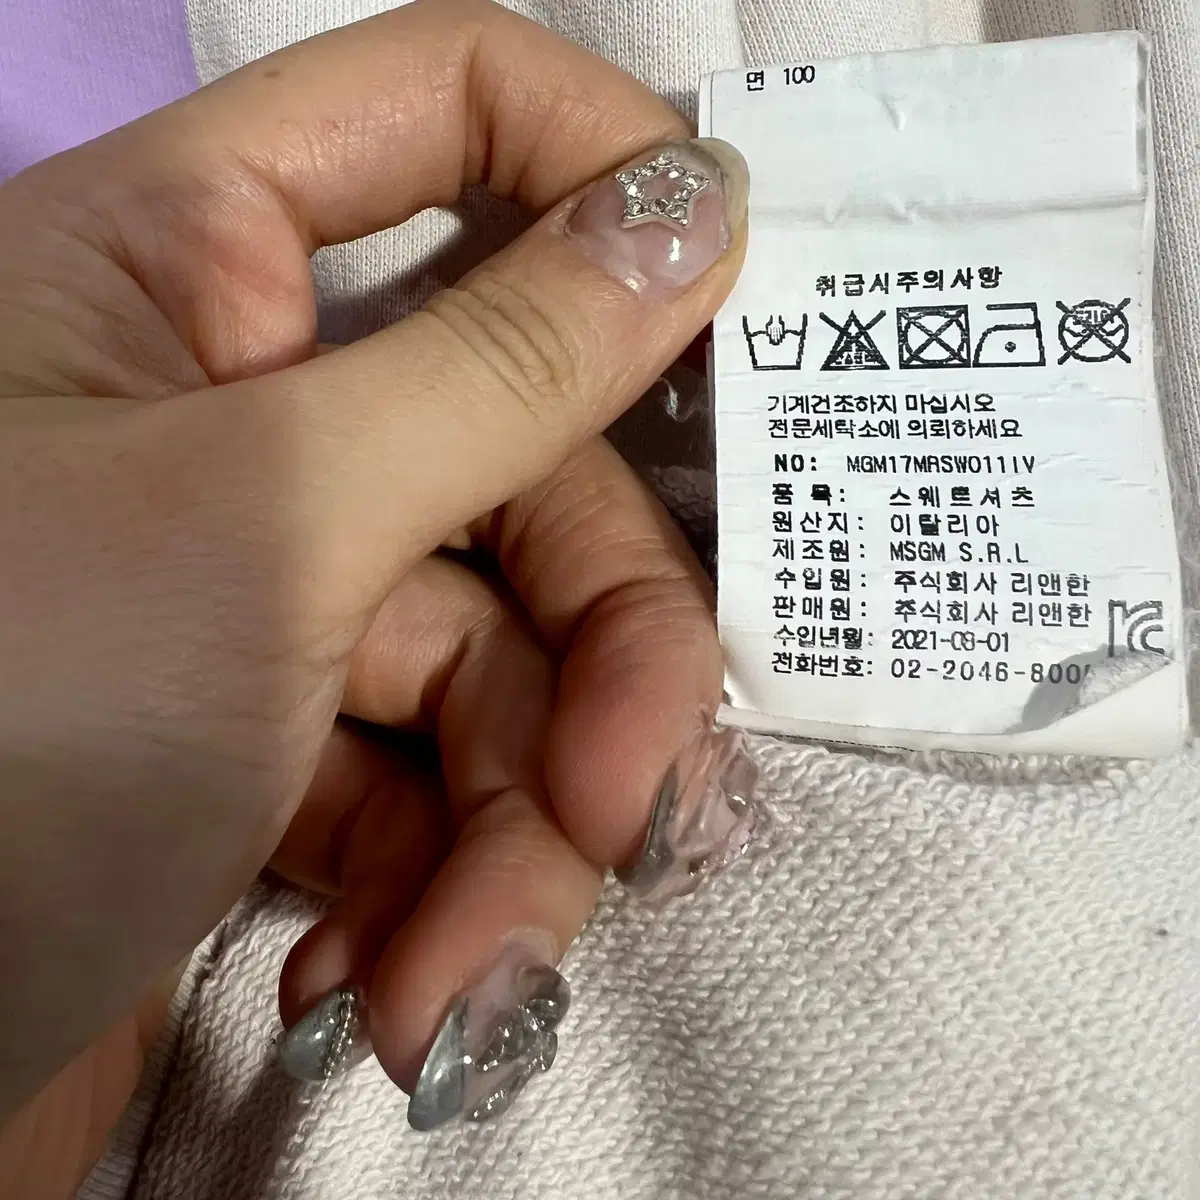 면 100
취급시주의사항
기계건조하지 마십시오
전문세탁소에 의뢰하세요
NO: MGM17MRSW011IV
품 목: 스웨트셔츠
원산지: 이탈리아
제조원: MSGM S.R.L
수입원: 주식회사 리앤한
판매원: 주식회사 리앤한
수입년월: 2021-08-01
전화번호: 02-2046-800